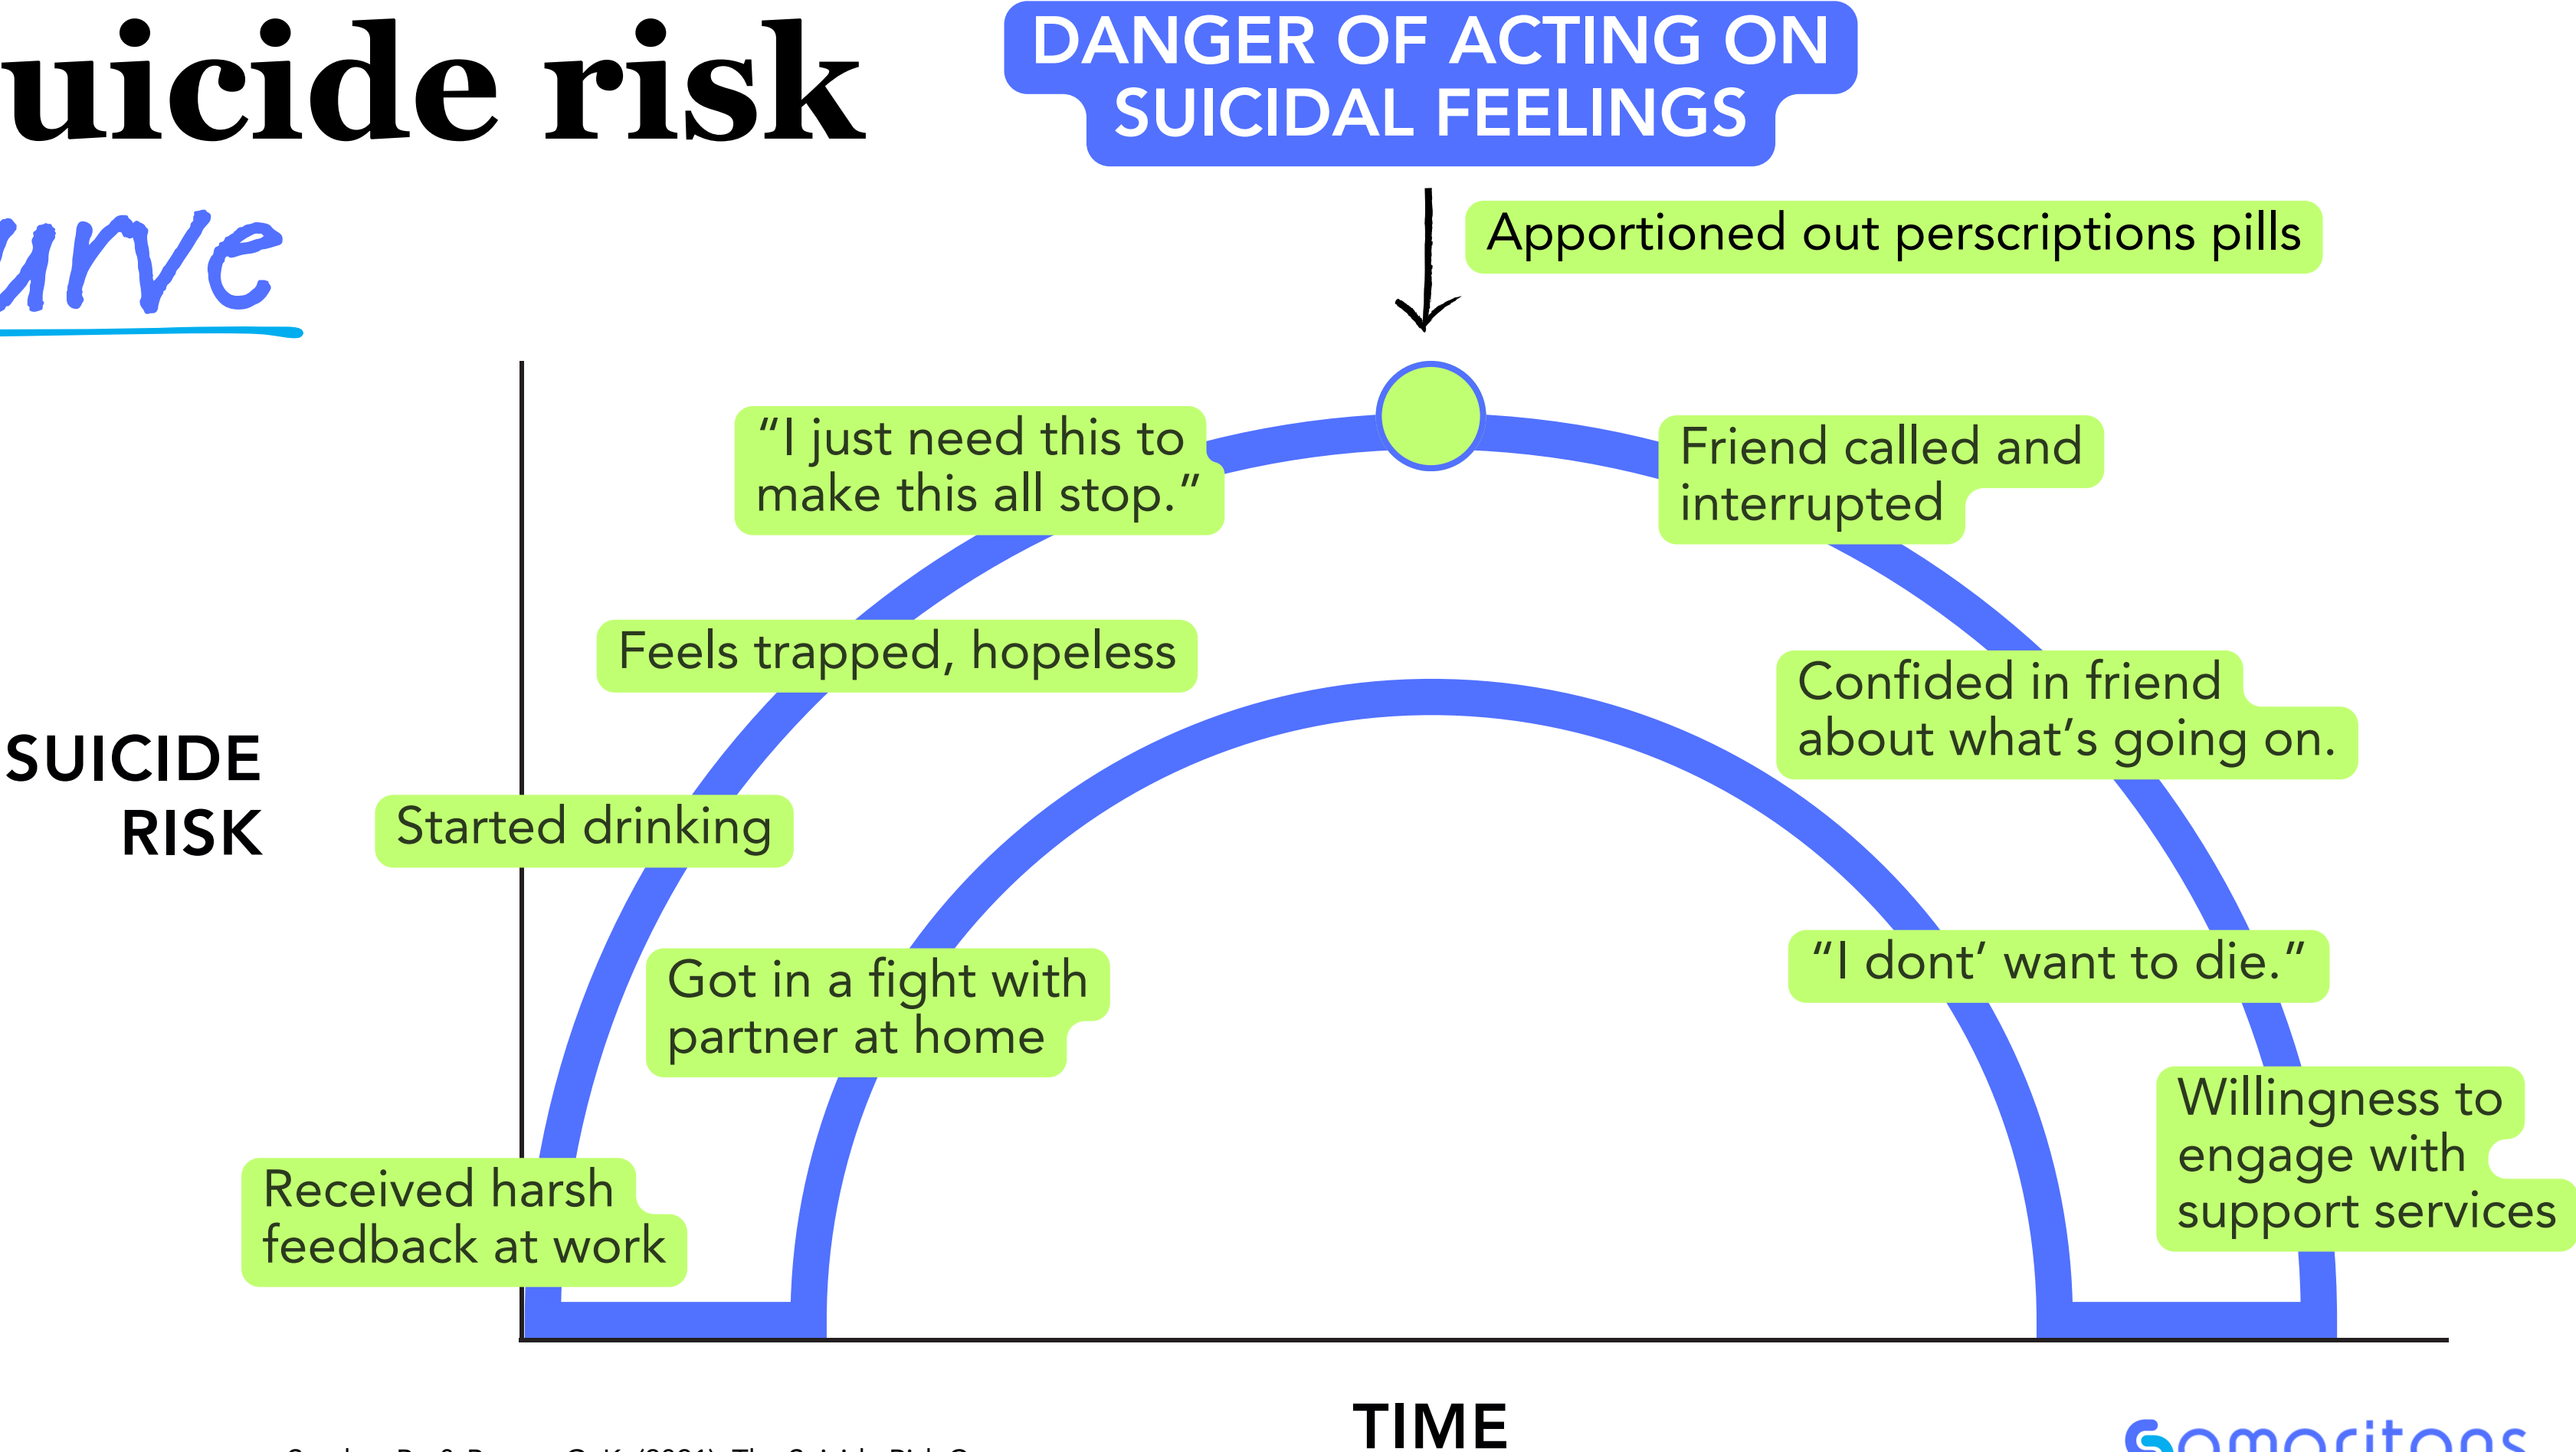 uicide risk
urve
DANGER OF ACTING ON
SUICIDAL FEELINGS
Apportioned out perscriptions pills
“I just need this to
make this all stop.”
Friend called and
interrupted
Feels trapped, hopeless
Confided in friend
about what’s going on.
SUICIDE
RISK
Started drinking
Got in a fight with
partner at home
“I dont’ want to die.”
Received harsh
feedback at work
Willingness to
engage with
support services
TIME
Samaritans